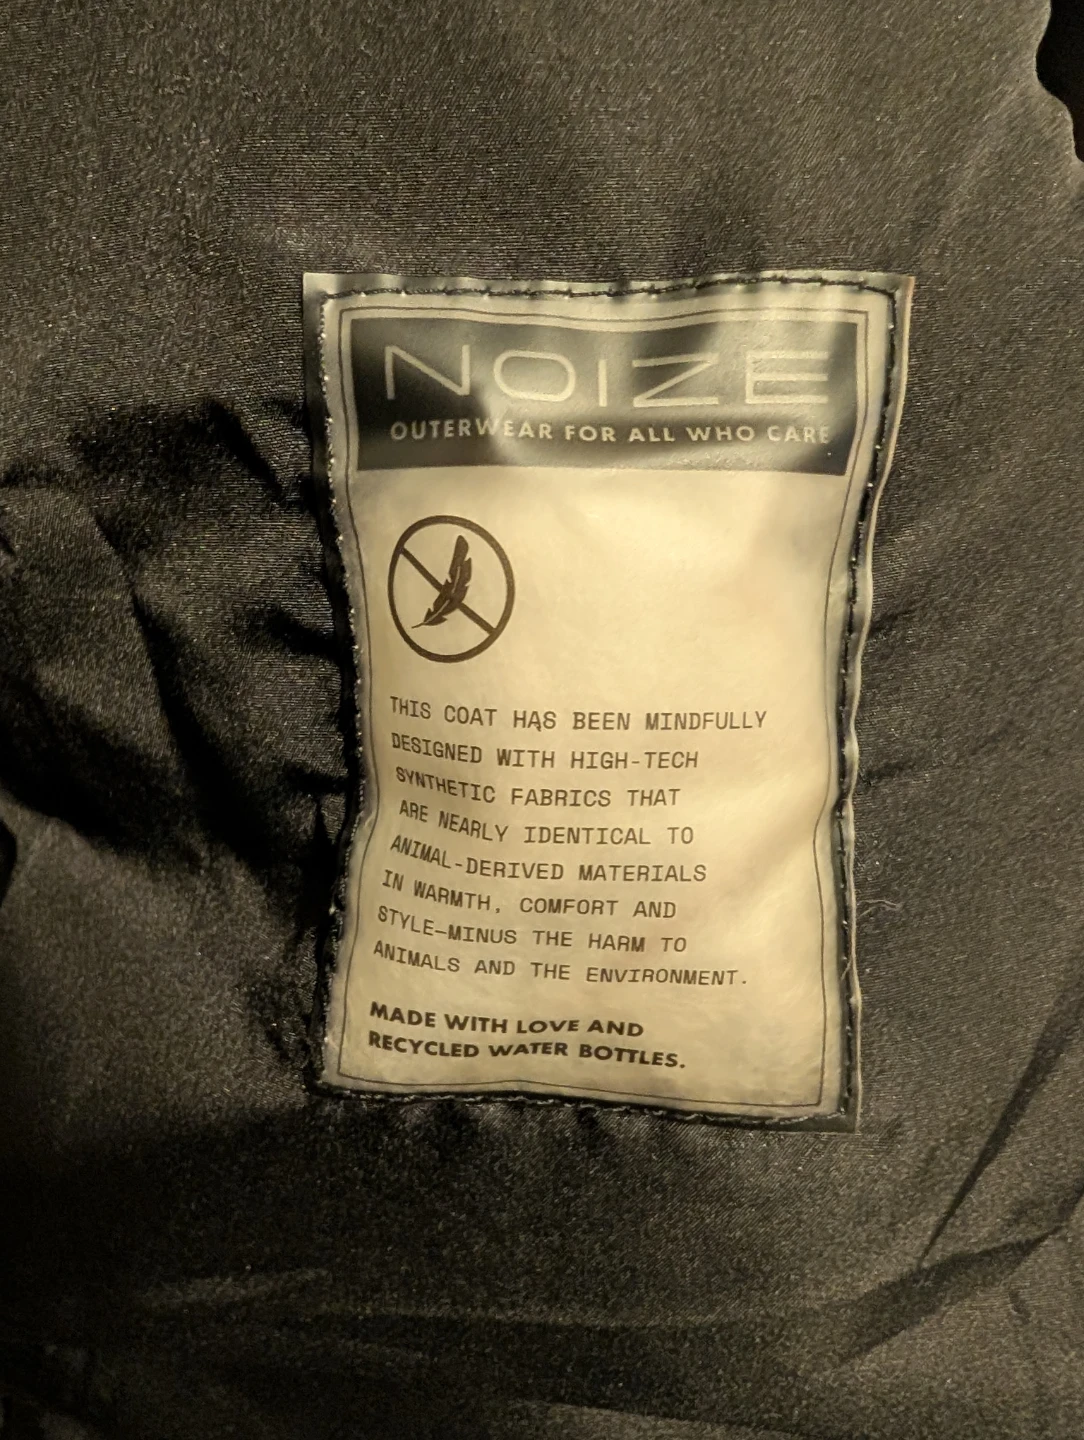 NOIZE
OUTERWEAR FOR ALL WHO CARE
THIS COAT HAS BEEN MINDFULLY
DESIGNED WITH HIGH-TECH
SYNTHETIC FABRICS THAT
ARE NEARLY IDENTICAL TO
ANIMAL-DERIVED MATERIALS
IN WARMTH, COMFORT AND
STYLE—MINUS THE HARM TO
ANIMALS AND THE ENVIRONMENT.
MADE WITH LOVE AND
RECYCLED WATER BOTTLES.